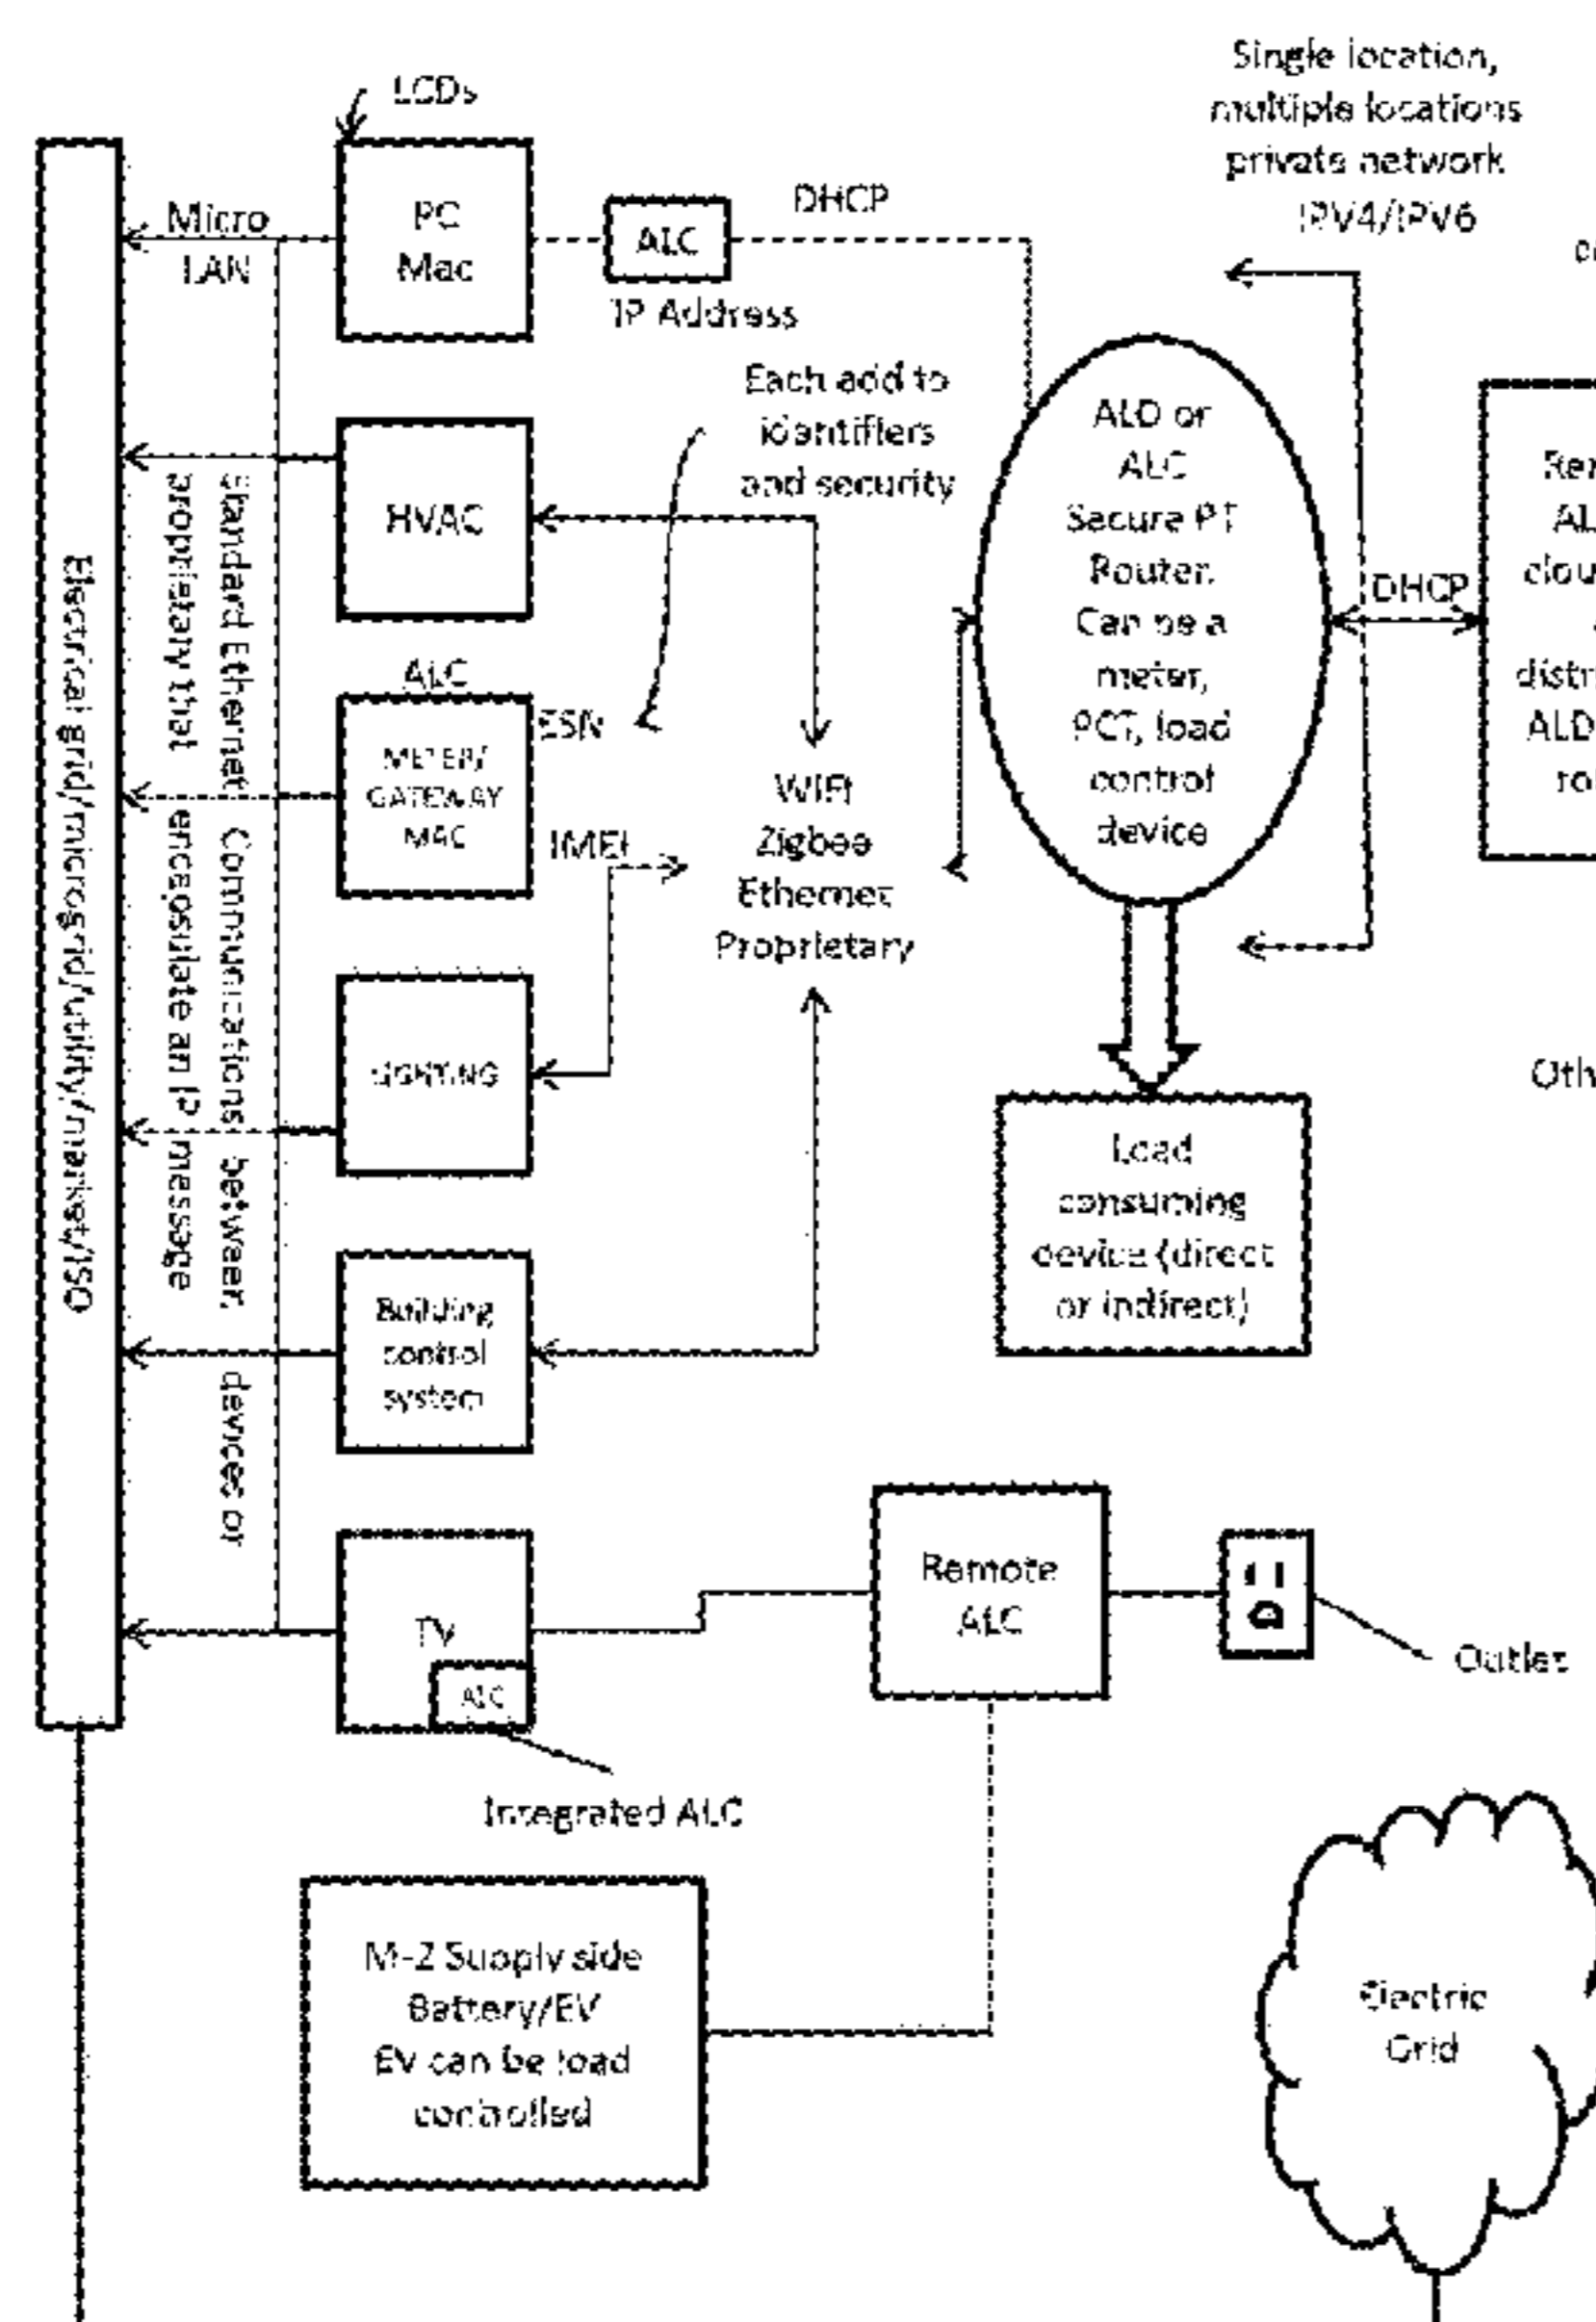 LCDs
Single location,
multiple locations
private network
IPV4/IPV6
Micro
LAN
PC
Mac
ALC
DHCP
IP Address
Each add to
identifiers
and security
HVAC
ALC
METER/
GATEWAY
MAC
ESN
IMEI
WIFI
Zigbee
Ethernet
Proprietary
ALD or
ALC
Secure PT
Router.
Can be a
meter,
PCT, load
control
device
DHCP
Electrical grid/microgrid/utility/market/ISO
Standard Ethernet Communications between, devices or
proprietary that encapsulate an IP message
LIGHTING
Load
consuming
device (direct
or indirect)
Building
control
system
TV
ALC
Integrated ALC
Remote
ALC
Outlet
M-2 Supply side
Battery/EV
EV can be load
controlled
Electric
Grid